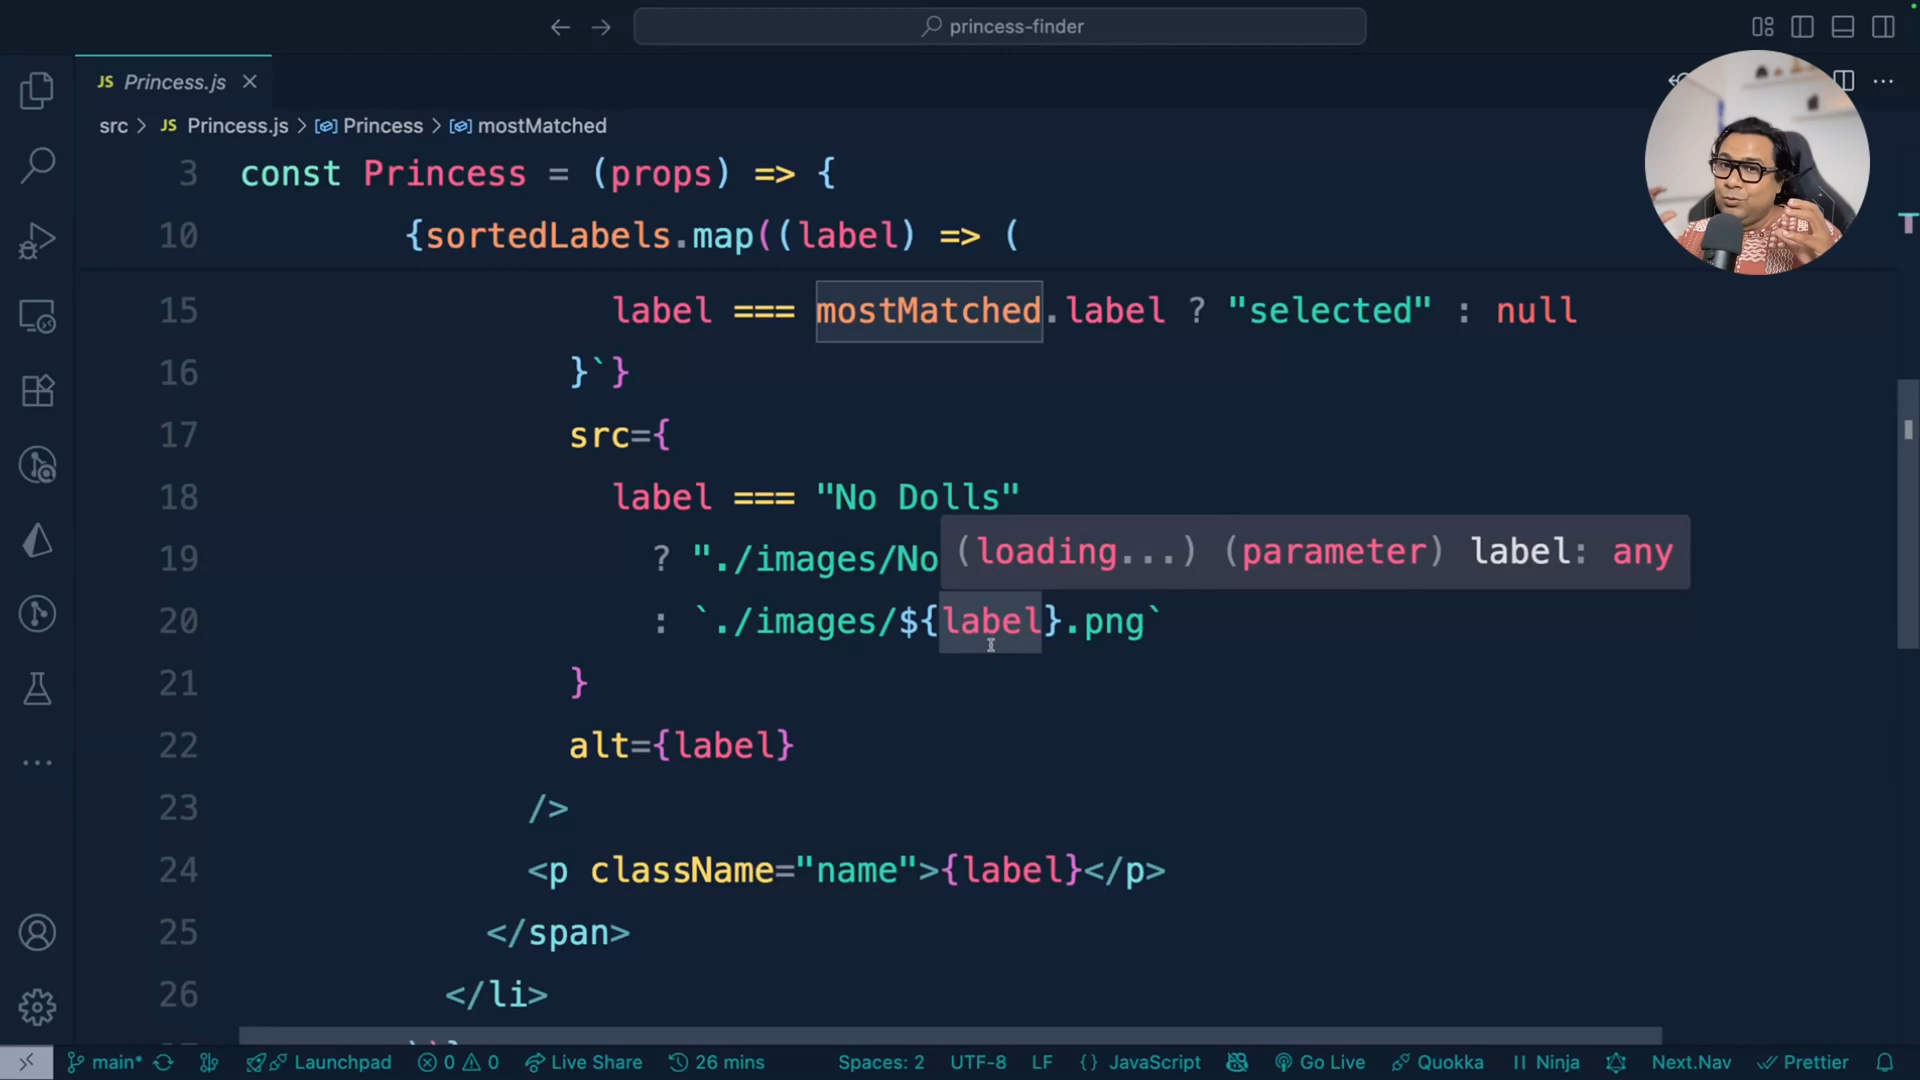 princess-finder
JS Princess.js
src > JS Princess.js > Princess > mostMatched
3 const Princess = (props) => {
10 {sortedLabels.map((label) => (
15 label === mostMatched.label ? "selected" : null
16 }`}
17 src={
18 label === "No Dolls"
(loading...) (parameter) label: any
19 ? "./images/No
20 : `./images/${label}.png`
21 }
22 alt={label}
23 />
24 <p className="name">{label}</p>
25 </span>
26 </li>
main* Launchpad 0 0 Live Share 26 mins Spaces: 2 UTF-8 LF {} JavaScript Go Live Quokka Ninja Next.Nav Prettier